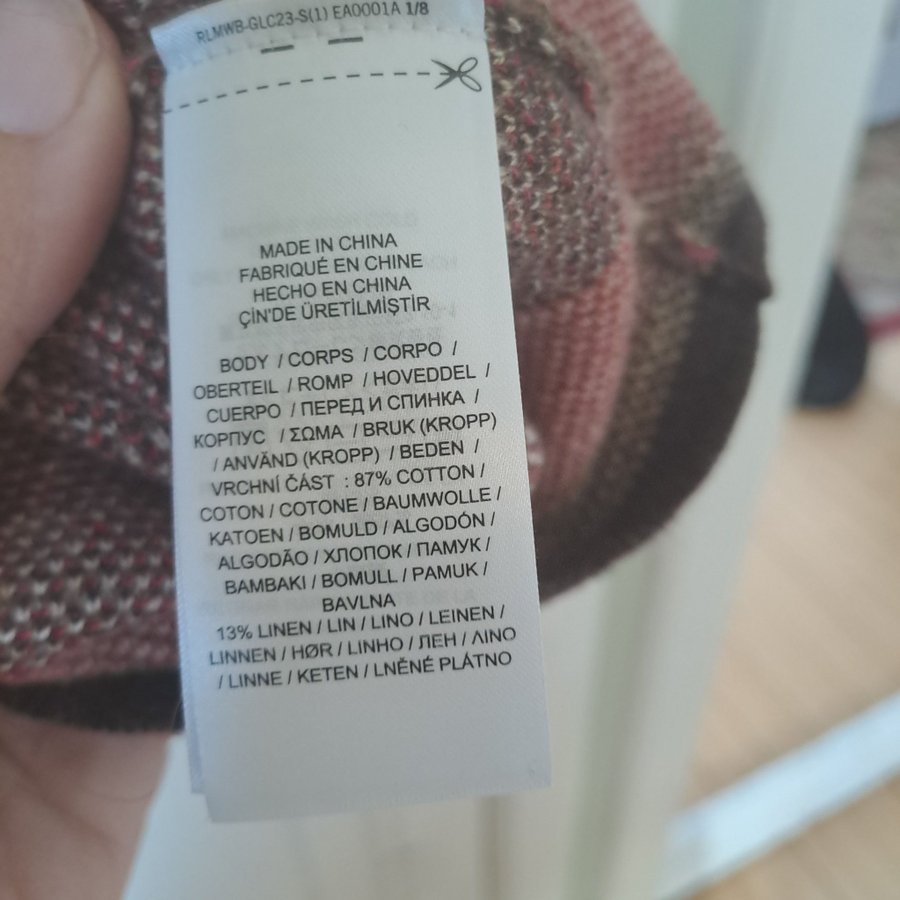 RLMWB-GLC23-S(1) EA0001A 1/8
MADE IN CHINA
FABRIQUÉ EN CHINE
HECHO EN CHINA
ÇİN'DE ÜRETİLMİŞTİR
BODY / CORPS / CORPO /
OBERTEIL / ROMP / HOVEDDEL /
CUERPO / ПЕРЕД И СПИНКА /
КОРПУС / ΣΩΜΑ / BRUK (KROPP)
/ ANVÄND (KROPP) / BEDEN /
VRCHNÍ ČÁST : 87% COTTON /
COTON / COTONE / BAUMWOLLE /
KATOEN / BOMULD / ALGODÓN /
ALGODÃO / ХЛОПОК / ПАМУК /
BAMBAKI / BOMULL / PAMUK /
BAVLNA
13% LINEN / LIN / LINO / LEINEN /
LINNEN / HØR / LINHO / ЛЕН / ΛΙΝΟ
/ LINNE / KETEN / LNĚNÉ PLÁTNO